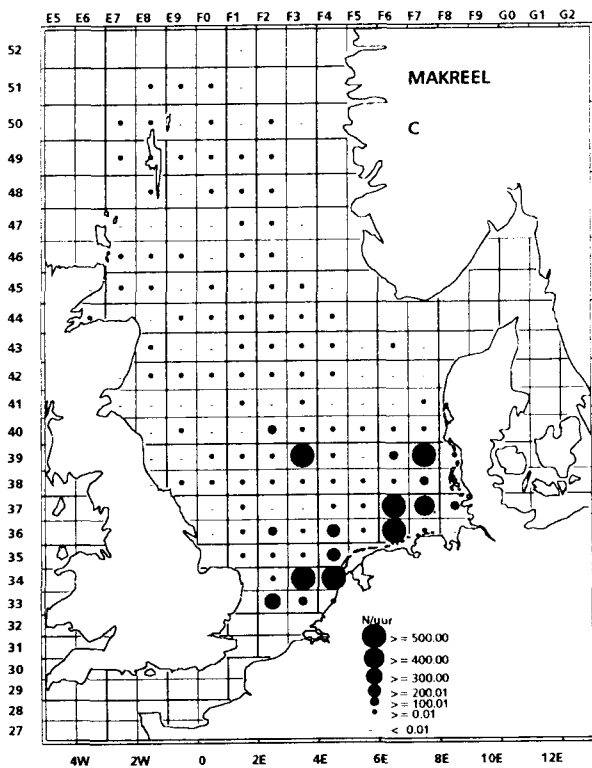 E5 E6 E7 E8 E9 F0 F1 F2 F3 F4 F5 F6 F7 F8 F9 G0 G1 G2
52
51
50
49
48
47
46
45
44
43
42
41
40
39
38
37
36
35
34
33
32
31
30
29
28
27
MAKREEL
C
N/uur
> = 500.00
> = 400.00
> = 300.00
> = 200.01
> = 100.01
> = 0.01
< 0.01
4W 2W 0 2E 4E 6E 8E 10E 12E